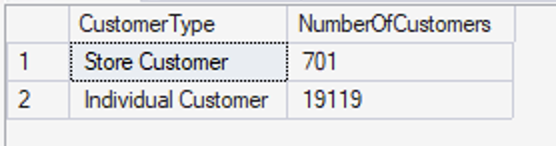 CustomerType NumberOfCustomers
1 Store Customer 701
2 Individual Customer 19119